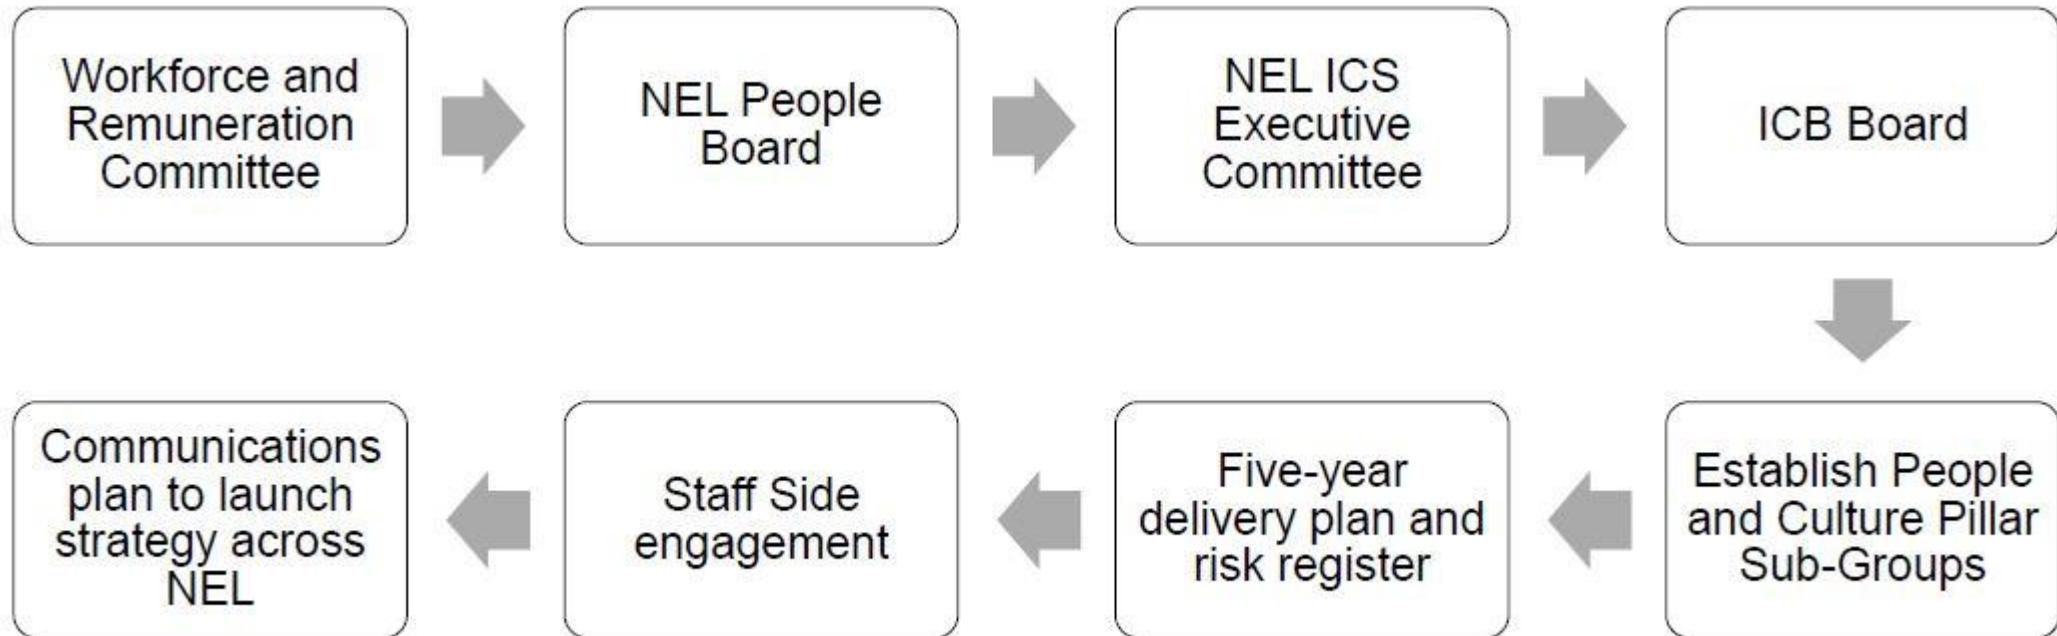 Workforce and
Remuneration
Committee
NEL People
Board
NEL ICS
Executive
Committee
ICB Board
Establish People
and Culture Pillar
Sub-Groups
Five-year
delivery plan and
risk register
Staff Side
engagement
Communications
plan to launch
strategy across
NEL